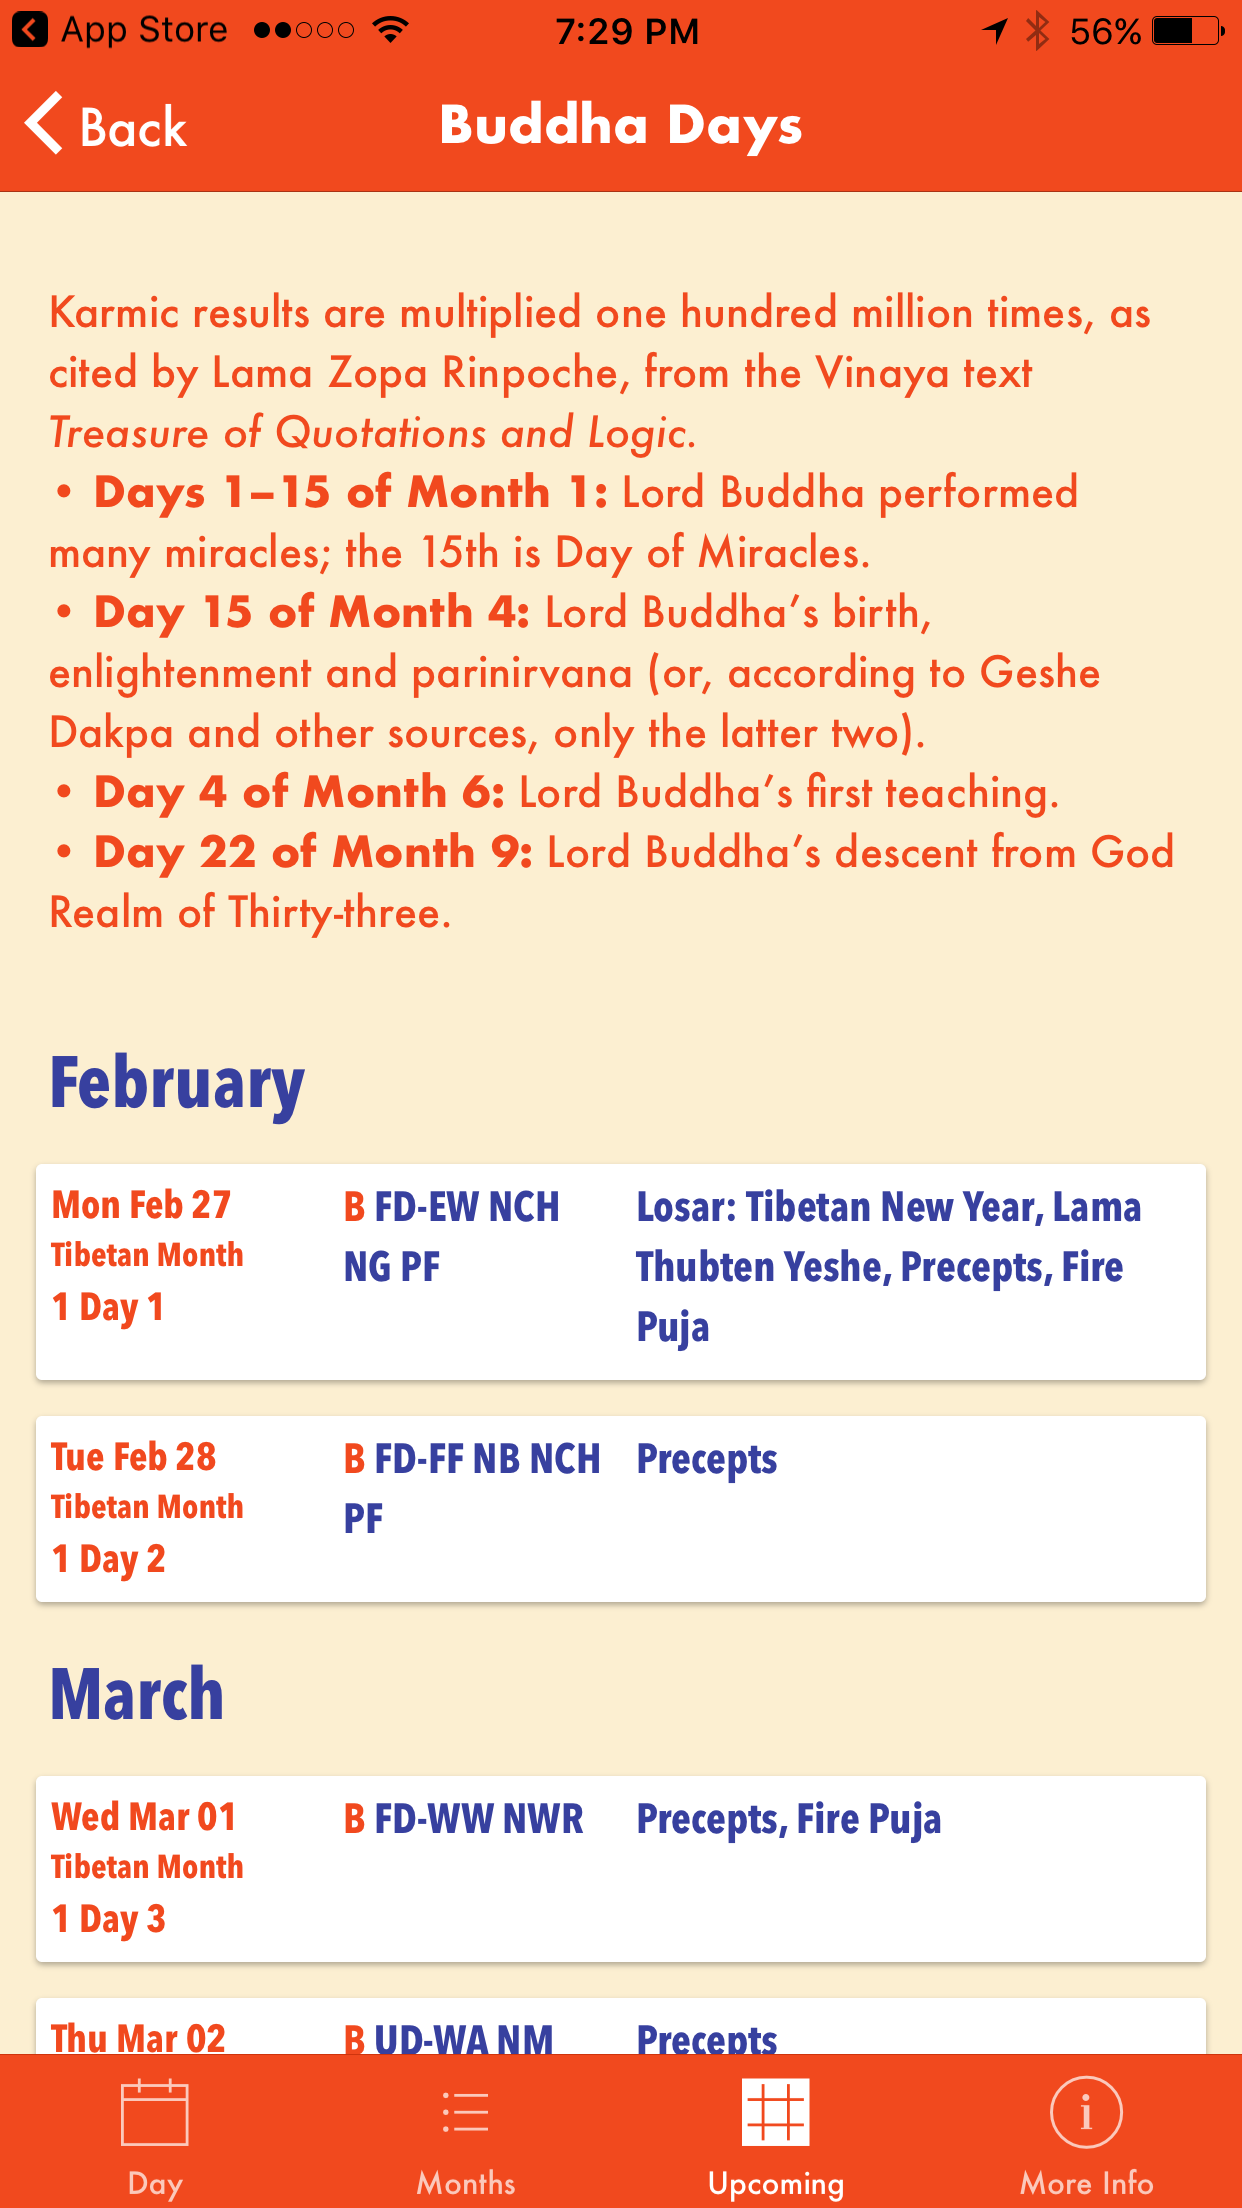 App Store 7:29 PM 56%
Back Buddha Days
Karmic results are multiplied one hundred million times, as
cited by Lama Zopa Rinpoche, from the Vinaya text
Treasure of Quotations and Logic.
• Days 1–15 of Month 1: Lord Buddha performed
many miracles; the 15th is Day of Miracles.
• Day 15 of Month 4: Lord Buddha’s birth,
enlightenment and parinirvana (or, according to Geshe
Dakpa and other sources, only the latter two).
• Day 4 of Month 6: Lord Buddha’s first teaching.
• Day 22 of Month 9: Lord Buddha’s descent from God
Realm of Thirty-three.
February
Mon Feb 27
Tibetan Month
1 Day 1
B FD-EW NCH
NG PF
Losar: Tibetan New Year, Lama
Thubten Yeshe, Precepts, Fire
Puja
Tue Feb 28
Tibetan Month
1 Day 2
B FD-FF NB NCH
PF
Precepts
March
Wed Mar 01
Tibetan Month
1 Day 3
B FD-WW NWR
Precepts, Fire Puja
Thu Mar 02
B UD-WA NM
Precepts
Day Months Upcoming More Info